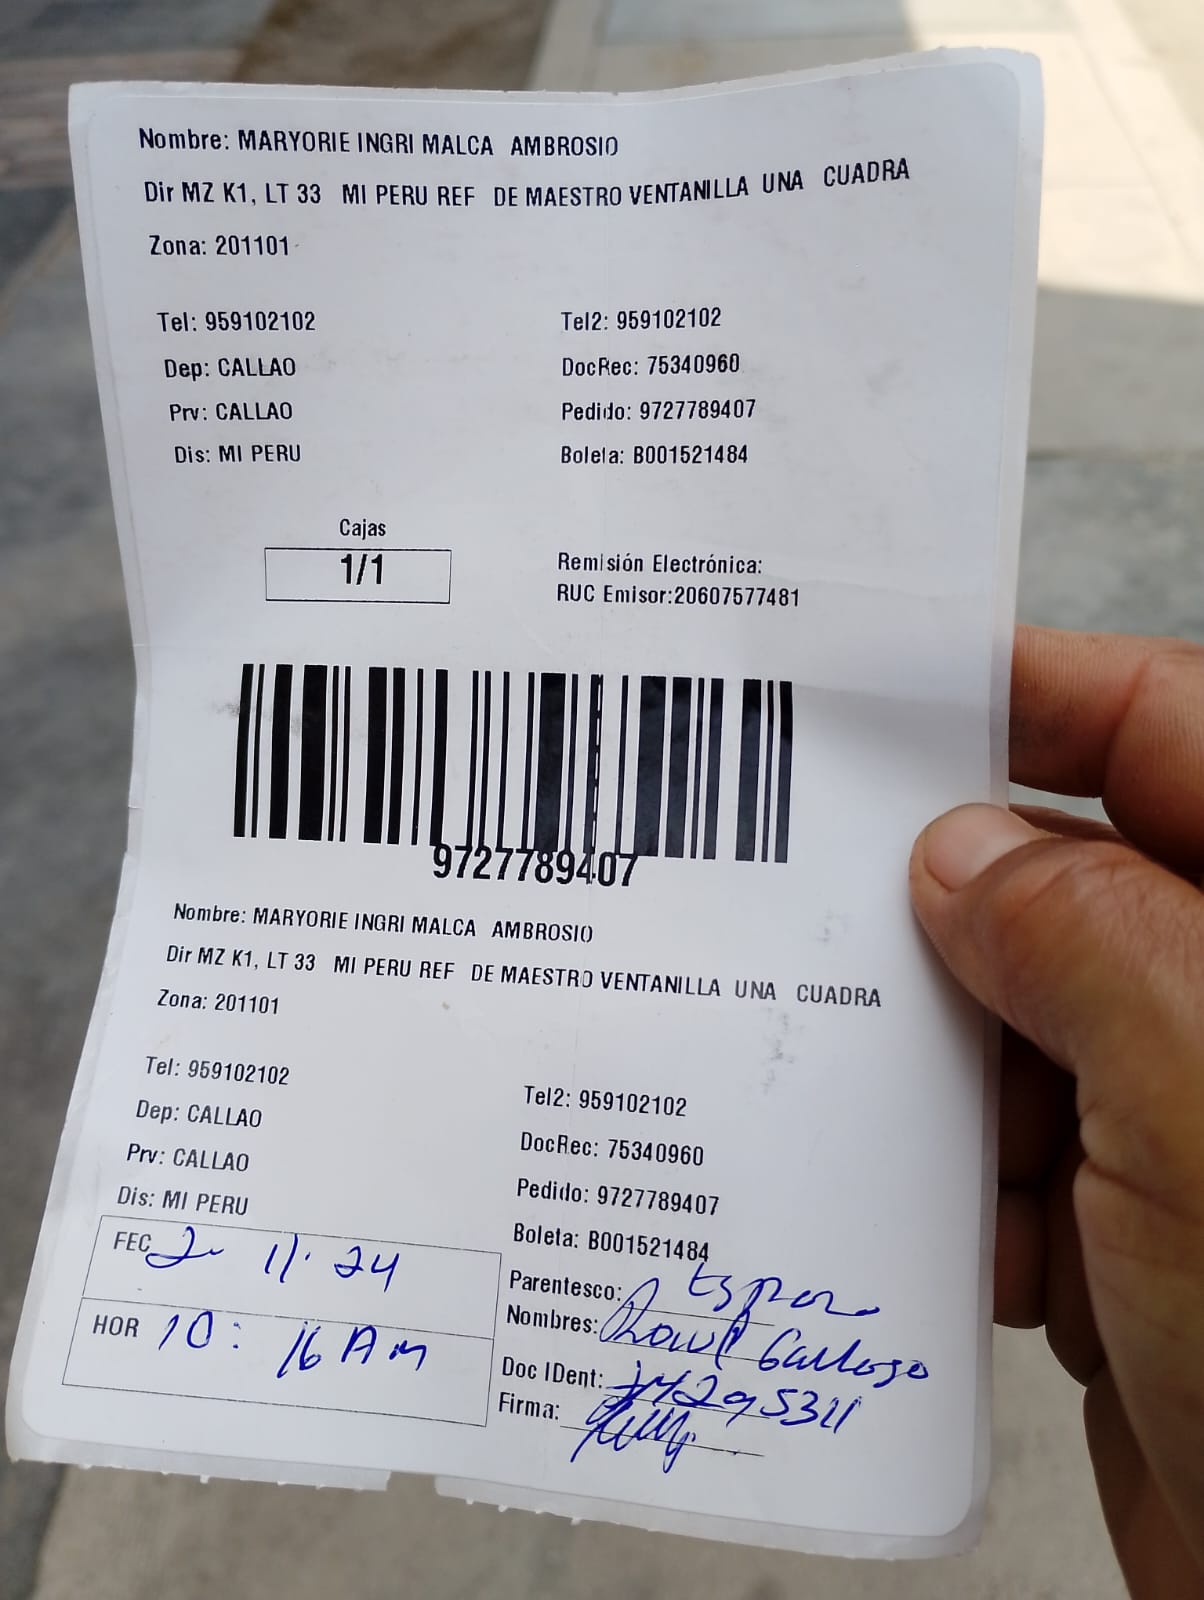 Nombre: MARYORIE INGRI MALCA AMBROSIO
Dir MZ K1, LT 33 MI PERU REF DE MAESTRO VENTANILLA UNA CUADRA
Zona: 201101
Tel: 959102102 Tel2: 959102102
Dep: CALLAO DocRec: 75340960
Prv: CALLAO Pedido: 9727789407
Dis: MI PERU Boleta: B001521484
Cajas
1/1
Remisión Electrónica:
RUC Emisor:20607577481
9727789407
Nombre: MARYORIE INGRI MALCA AMBROSIO
Dir MZ K1, LT 33 MI PERU REF DE MAESTRO VENTANILLA UNA CUADRA
Zona: 201101
Tel: 959102102 Tel2: 959102102
Dep: CALLAO DocRec: 75340960
Prv: CALLAO Pedido: 9727789407
Dis: MI PERU Boleta: B001521484
FEC 2 11. 24
Parentesco:
HOR 10: 16 AM
Nombres:
Doc IDent:
Firma: